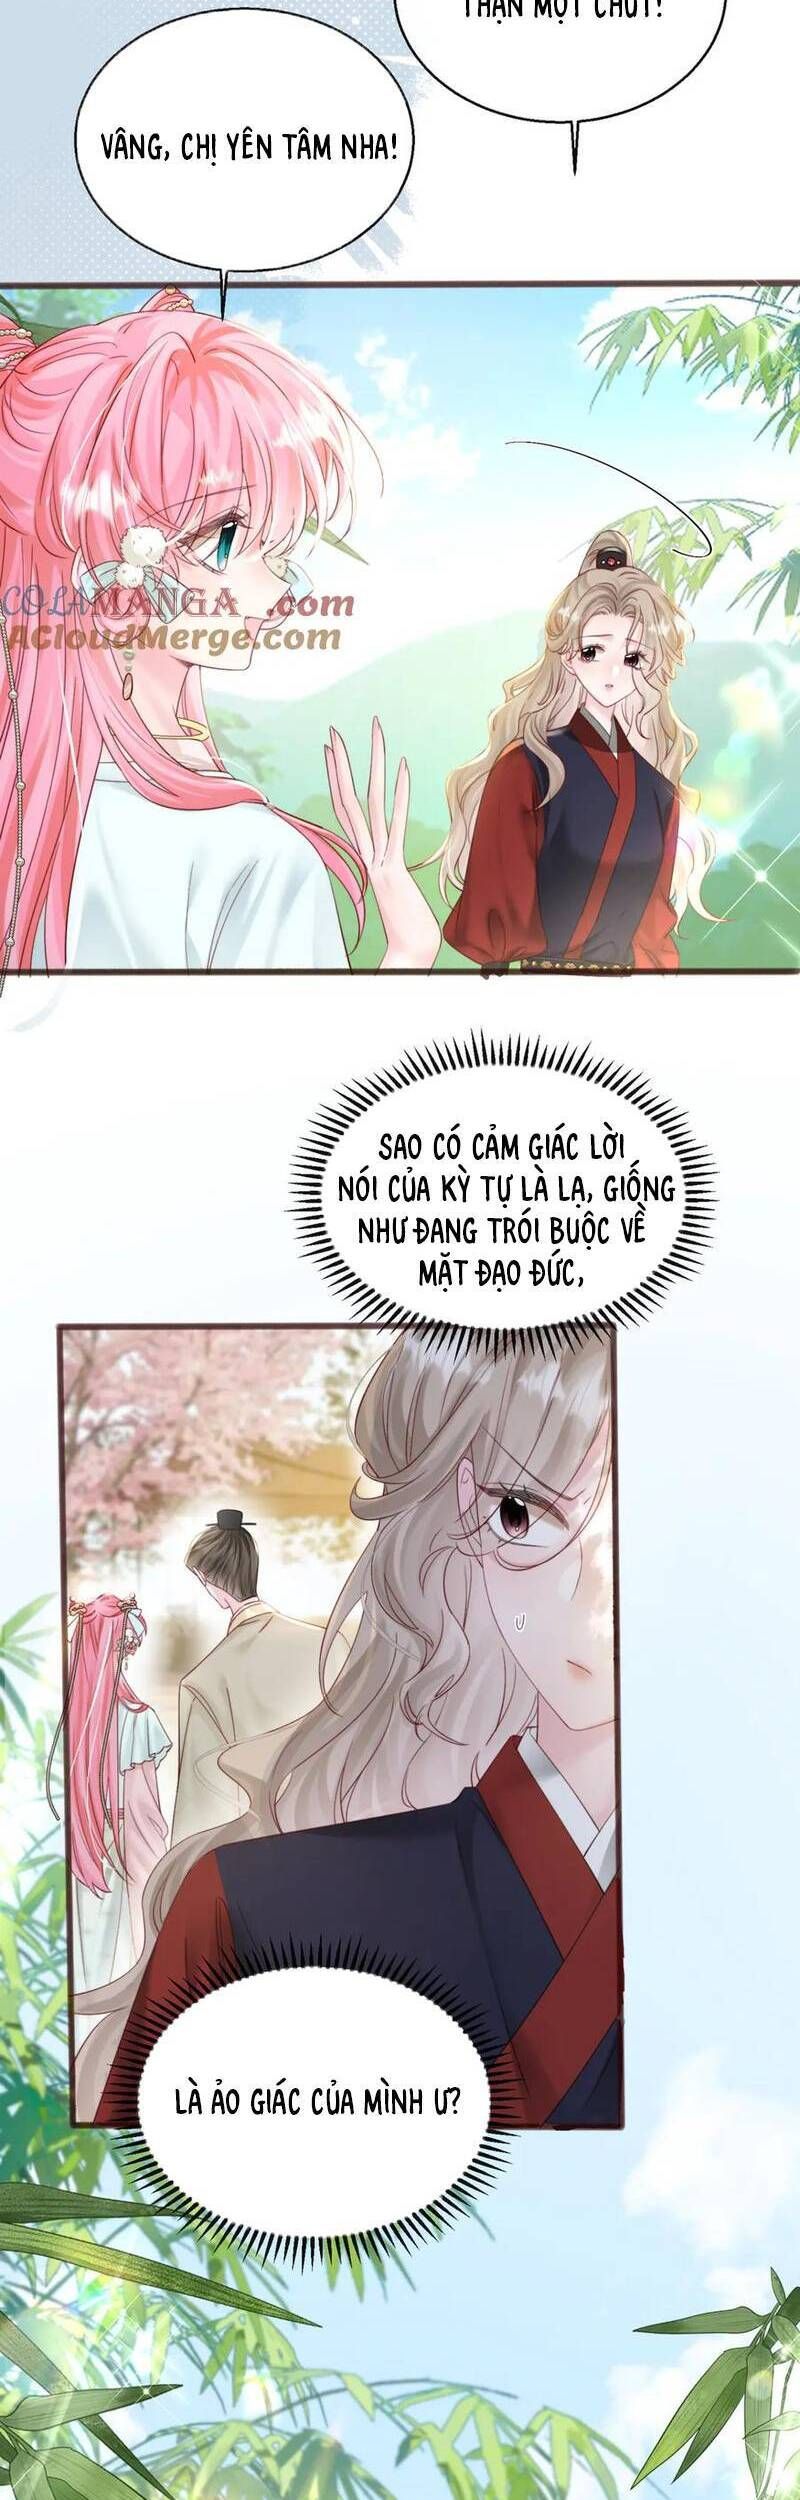 THẬN MỘT CHÚT!
VÂNG, CHỊ YÊN TÂM NHA!
COLAMANGA.com
ACloudMerge.com
SAO CÓ CẢM GIÁC LỜI
NÓI CỦA KỲ TỰ LÀ LẠ, GIỐNG
NHƯ ĐANG TRÓI BUỘC VỀ
MẶT ĐẠO ĐỨC,
LÀ ẢO GIÁC CỦA MÌNH Ư?